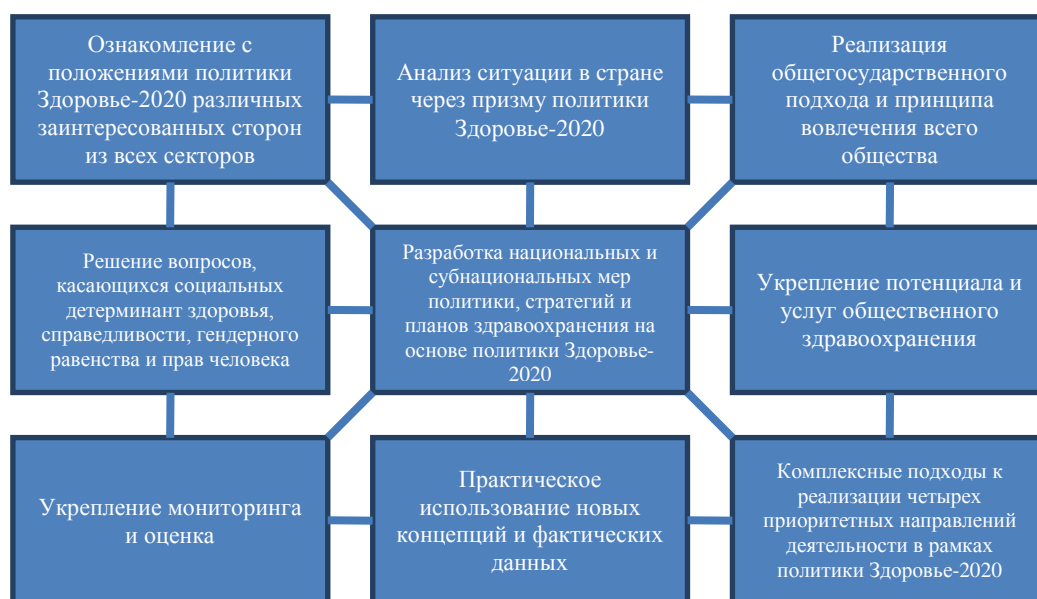 Ознакомление с
положениями политики
Здоровье-2020 различных
заинтересованных сторон
из всех секторов
Анализ ситуации в стране
через призму политики
Здоровье-2020
Реализация
общегосударственного
подхода и принципа
вовлечения всего
общества
Решение вопросов,
касающихся социальных
детерминант здоровья,
справедливости, гендерного
равенства и прав человека
Разработка национальных и
субнациональных мер
политики, стратегий и
планов здравоохранения на
основе политики Здоровье-
2020
Укрепление потенциала и
услуг общественного
здравоохранения
Укрепление мониторинга
и оценка
Практическое
использование новых
концепций и фактических
данных
Комплексные подходы к
реализации четырех
приоритетных направлений
деятельности в рамках
политики Здоровье-2020